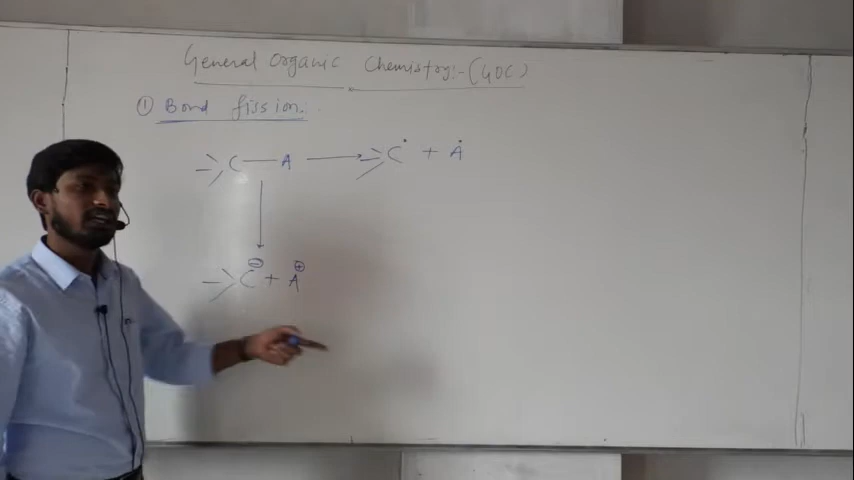 General Organic Chemistry:-(GOC)
① Bond fission.
C—A ⟶ C• + A•
C⊖ + A⊕